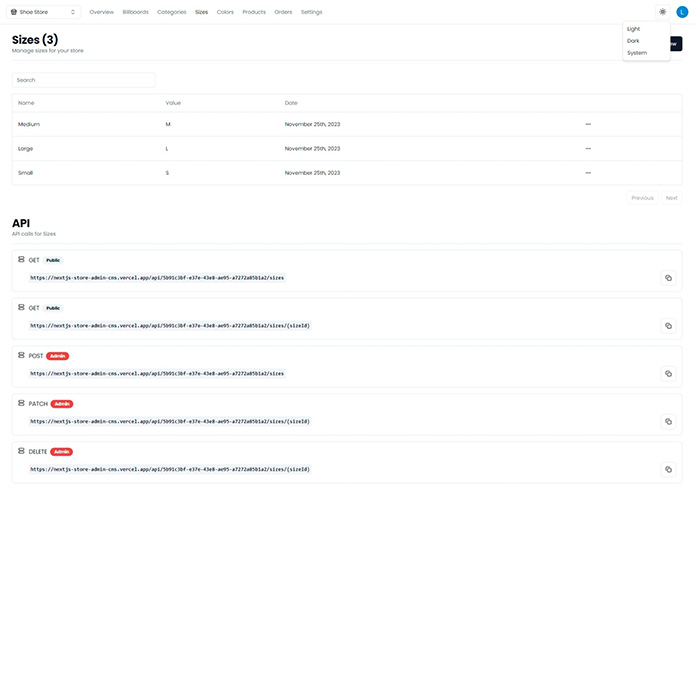 Shoe Store Overview Billboards Categories Sizes Colors Products Orders Settings L
Light
Dark
System
Sizes (3)
Manage sizes for your store
Search
Name Value Date
Medium M November 25th, 2023
Large L November 25th, 2023
Small S November 25th, 2023
Previous Next
API
API calls for Sizes
GET Public
https://nextjs-store-admin-cms.vercel.app/api/5b91c3bf-e37e-43e8-ae95-a7272a85b1a2/sizes
GET Public
https://nextjs-store-admin-cms.vercel.app/api/5b91c3bf-e37e-43e8-ae95-a7272a85b1a2/sizes/{sizeId}
POST Admin
https://nextjs-store-admin-cms.vercel.app/api/5b91c3bf-e37e-43e8-ae95-a7272a85b1a2/sizes
PATCH Admin
https://nextjs-store-admin-cms.vercel.app/api/5b91c3bf-e37e-43e8-ae95-a7272a85b1a2/sizes/{sizeId}
DELETE Admin
https://nextjs-store-admin-cms.vercel.app/api/5b91c3bf-e37e-43e8-ae95-a7272a85b1a2/sizes/{sizeId}